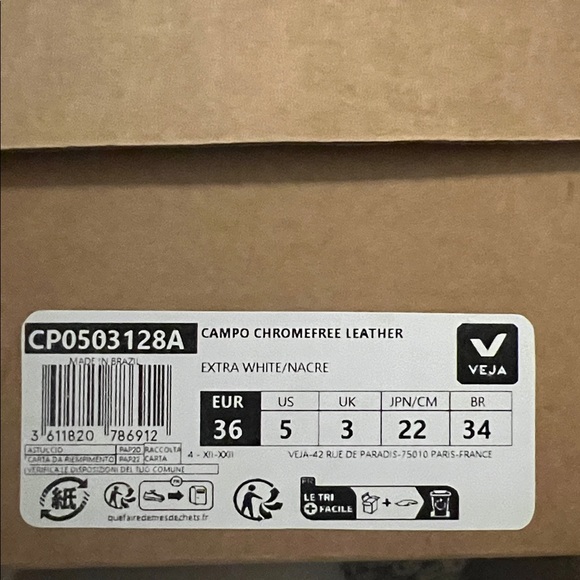 CP0503128A
CAMPO CHROMEFREE LEATHER
MADE IN BRAZIL
EXTRA WHITE/NACRE
VEJA
EUR US UK JPN/CM BR
36 5 3 22 34
3 611820 786912
4 - XII-XXII
VEJA-42 RUE DE PARADIS-75010 PARIS-FRANCE
ASTUCCIO PAP20 RACCOLTA
CARTA DA RIEMPIMENTO PAP22 CARTA
VERIFICA LE DISPOSIZIONI DEL TUO COMUNE
紙
FR
quefairedemesdechets.fr
FR
LE TRI
+ FACILE